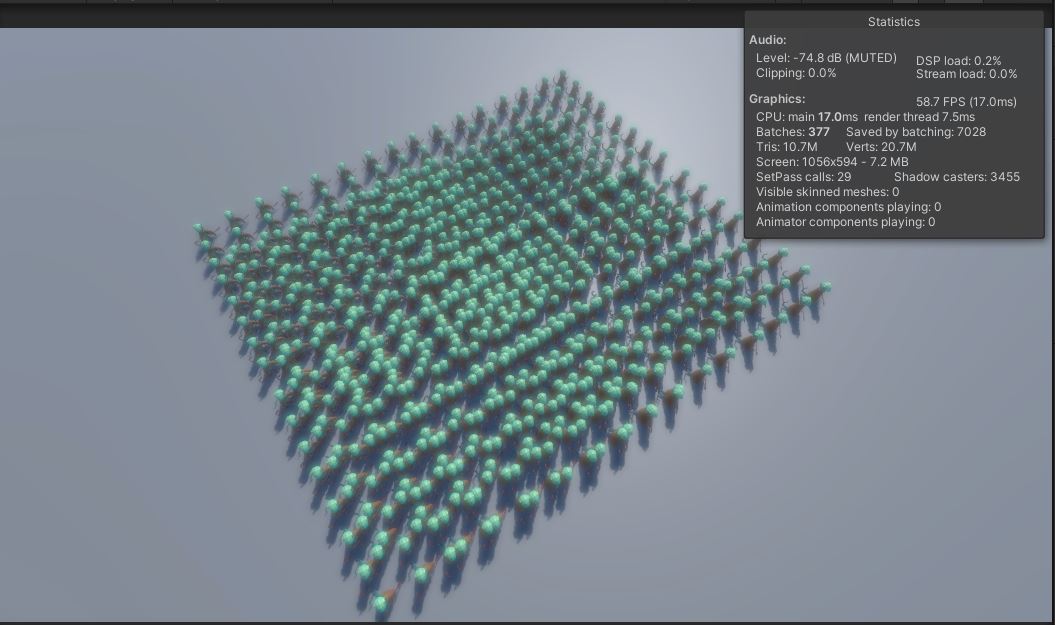 Statistics
Audio:
Level: -74.8 dB (MUTED) DSP load: 0.2%
Clipping: 0.0% Stream load: 0.0%
Graphics: 58.7 FPS (17.0ms)
CPU: main 17.0ms render thread 7.5ms
Batches: 377 Saved by batching: 7028
Tris: 10.7M Verts: 20.7M
Screen: 1056x594 - 7.2 MB
SetPass calls: 29 Shadow casters: 3455
Visible skinned meshes: 0
Animation components playing: 0
Animator components playing: 0